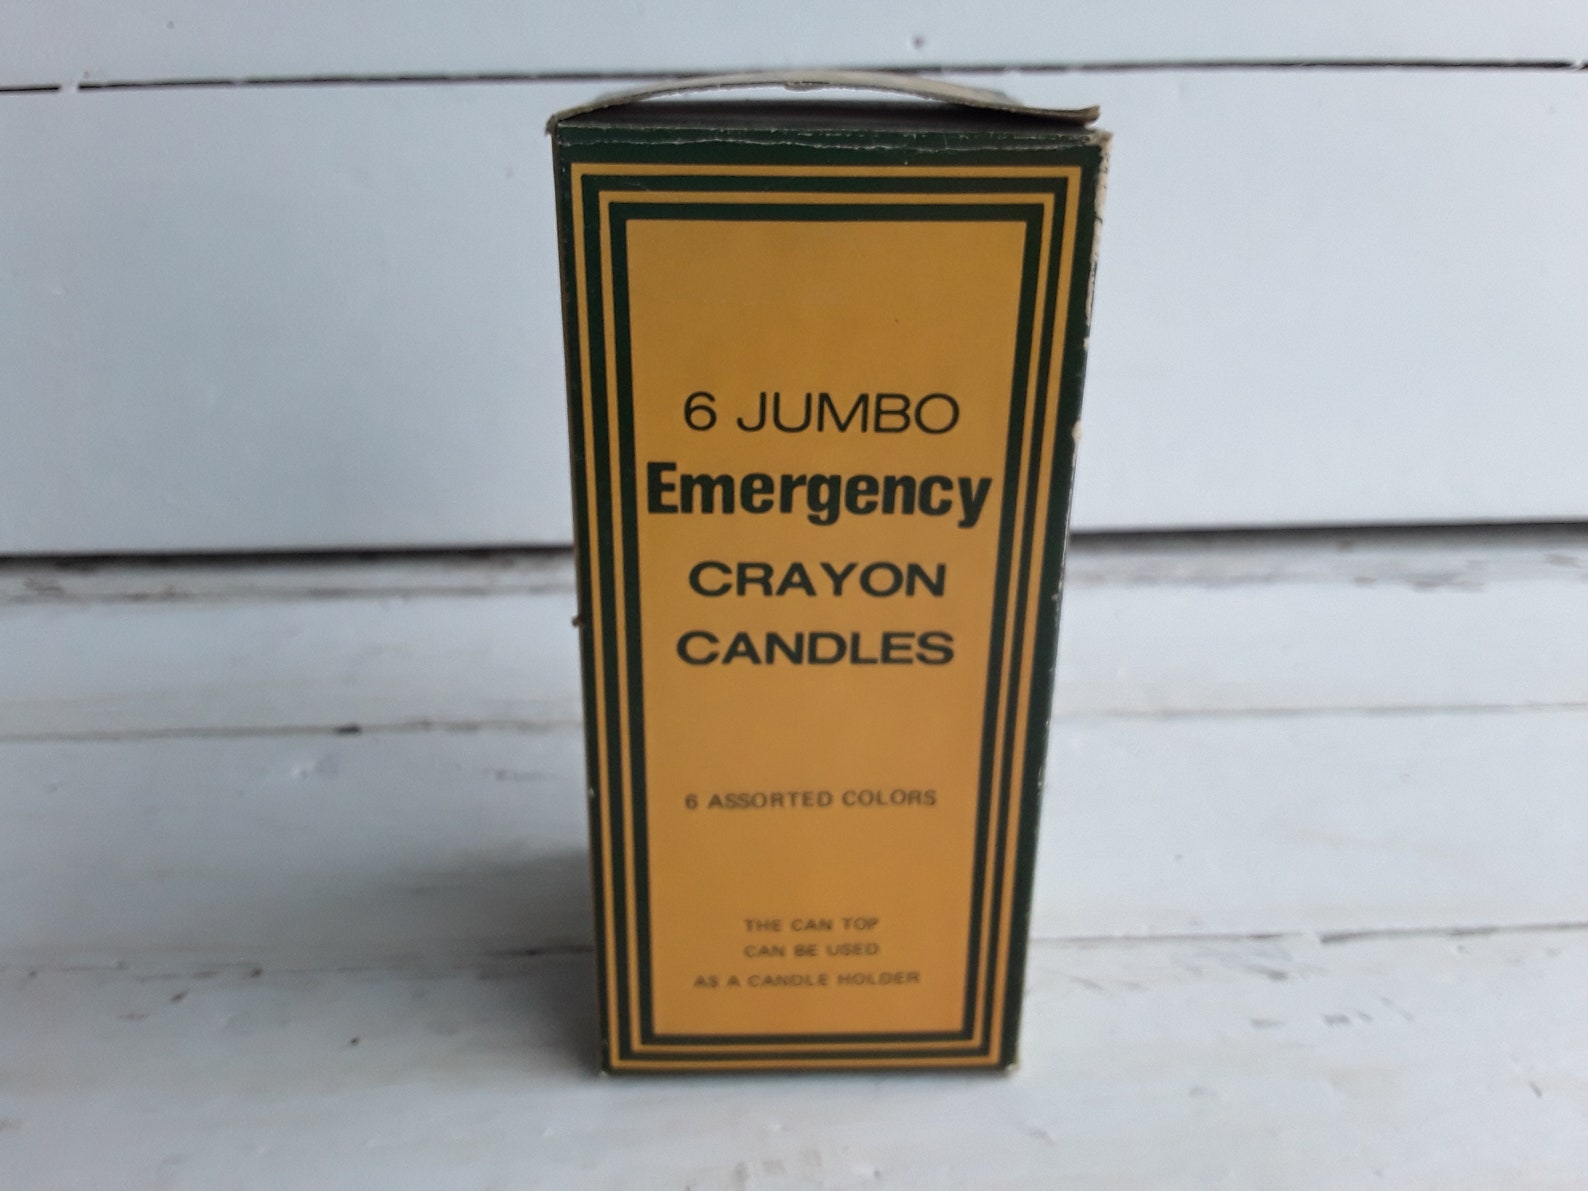 6 JUMBO
Emergency
CRAYON
CANDLES
6 ASSORTED COLORS
THE CAN TOP
CAN BE USED
AS A CANDLE HOLDER